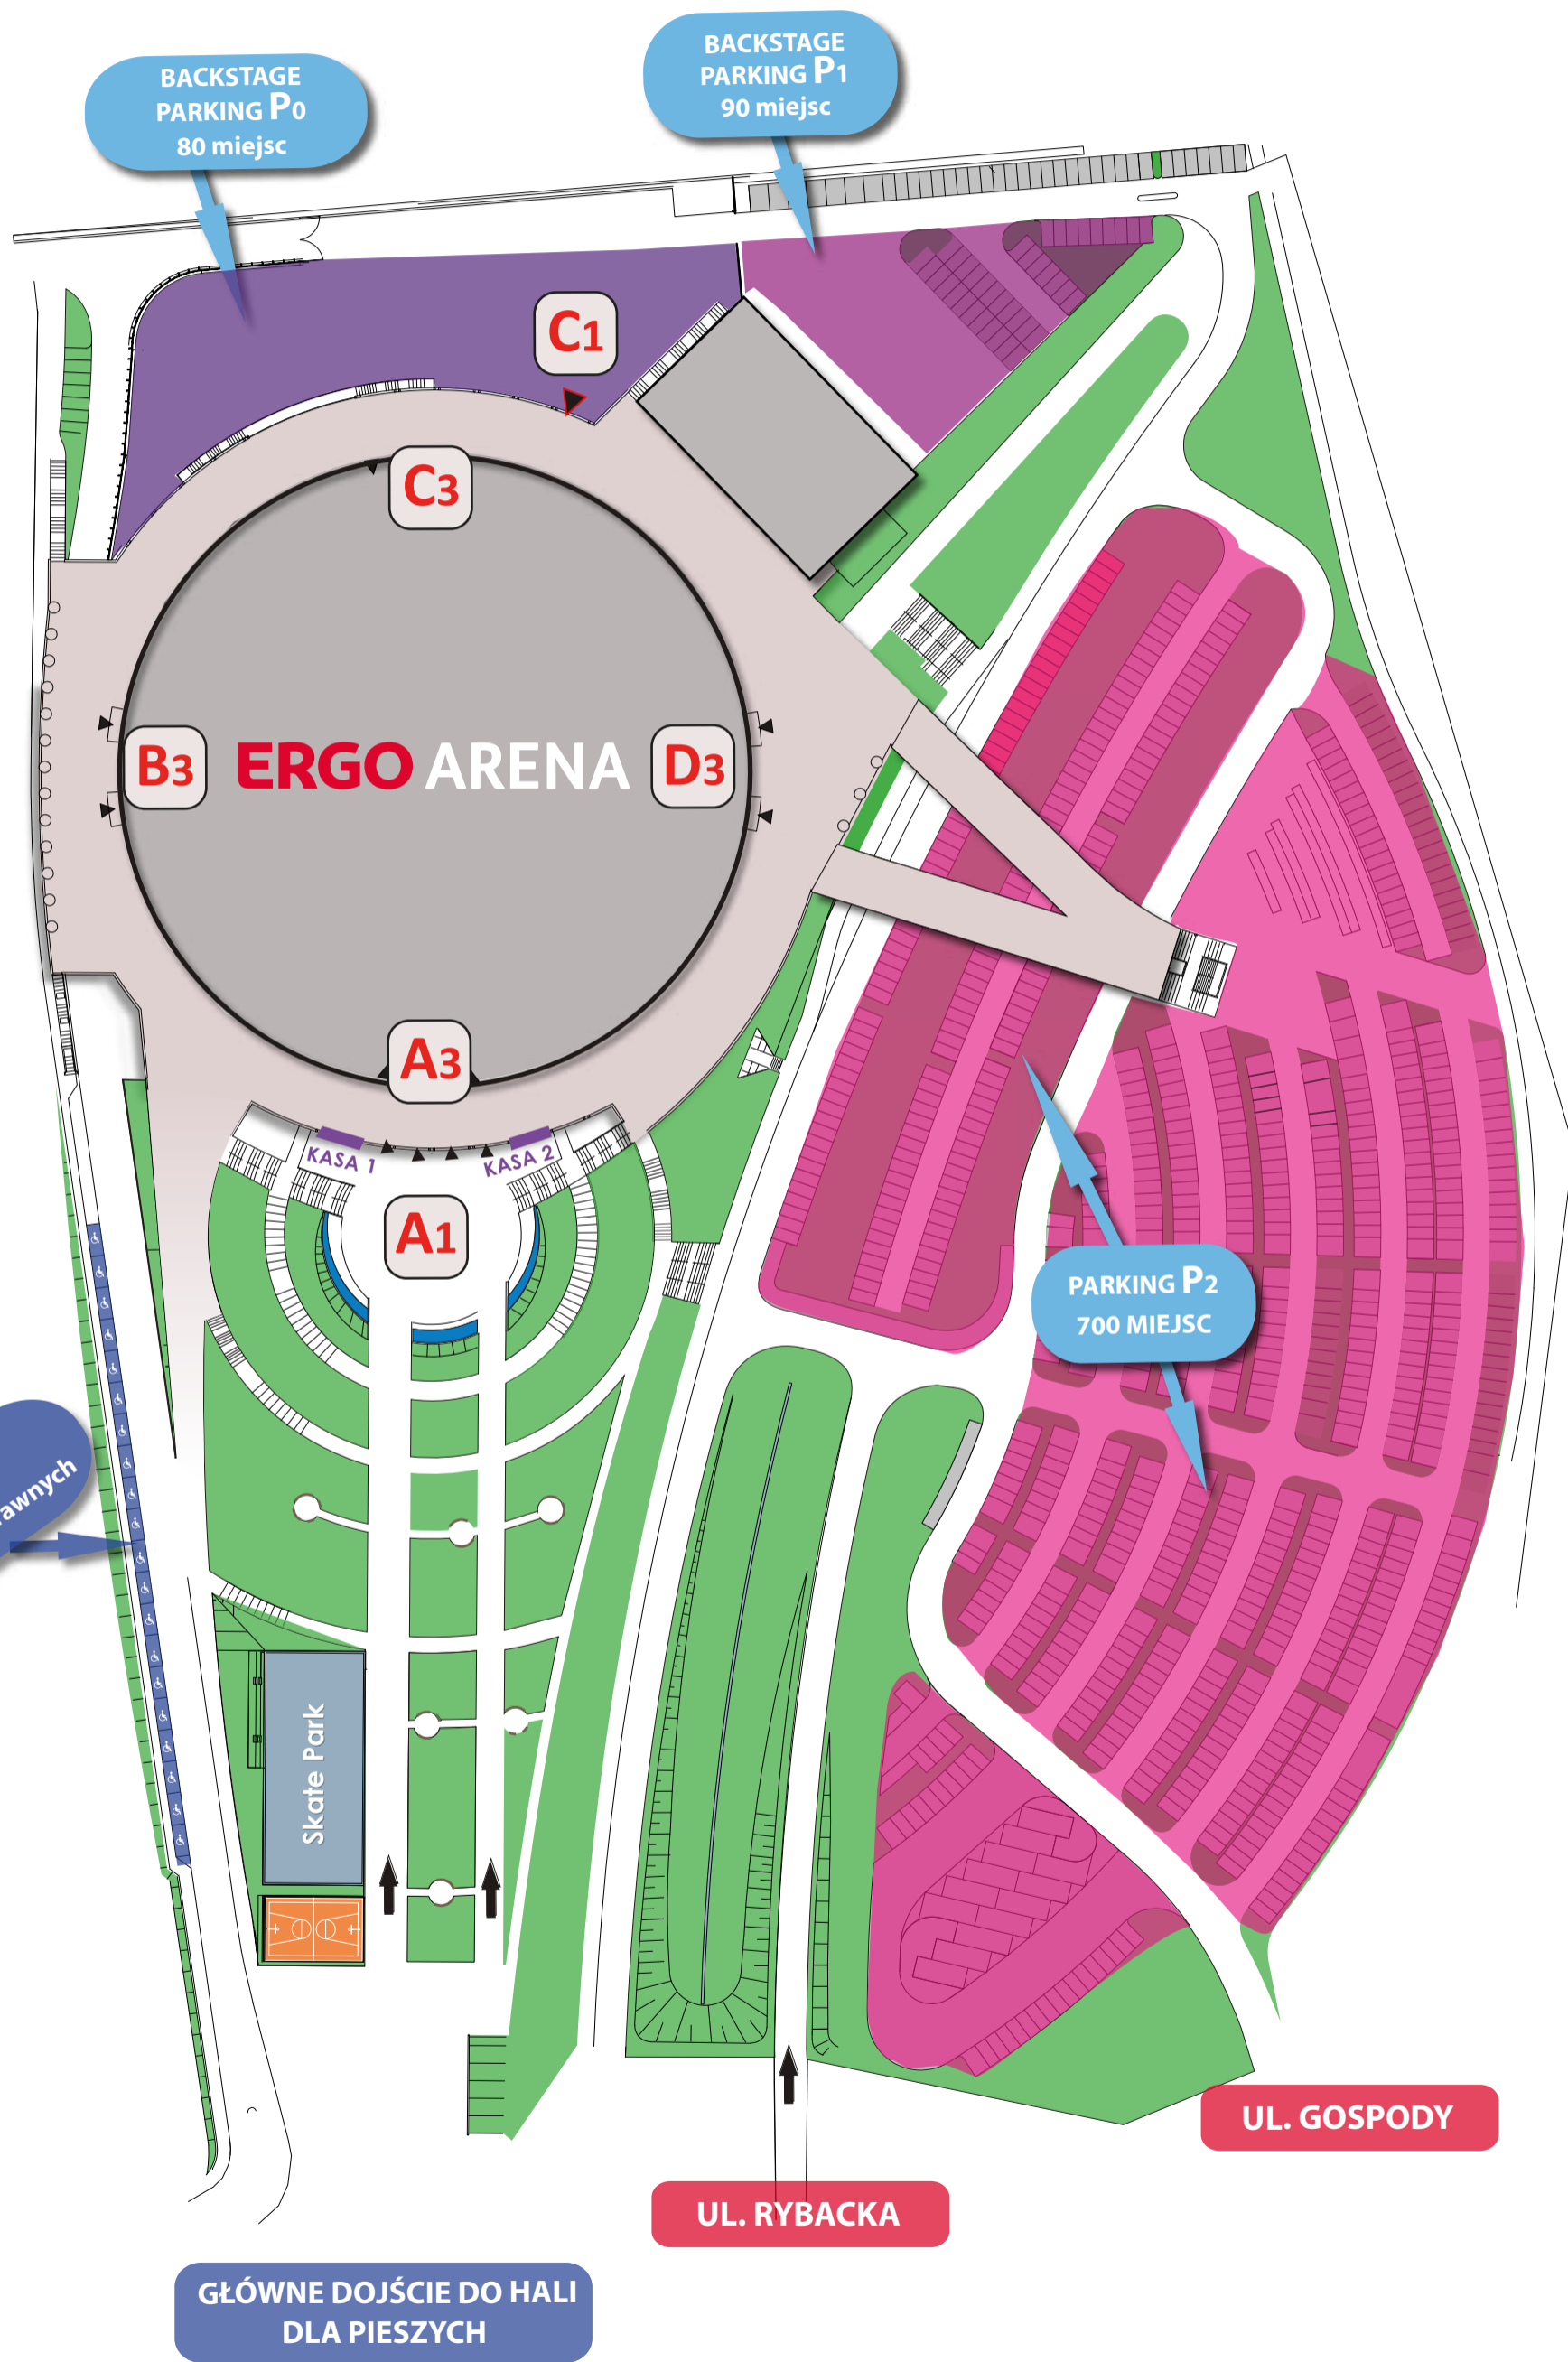 BACKSTAGE
PARKING P0
80 miejsc
BACKSTAGE
PARKING P1
90 miejsc
C1
C3
B3
ERGO ARENA
D3
A3
KASA 1
KASA 2
A1
PARKING P2
700 MIEJSC
Skate Park
UL. GOSPODY
UL. RYBACKA
GŁÓWNE DOJŚCIE DO HALI
DLA PIESZYCH